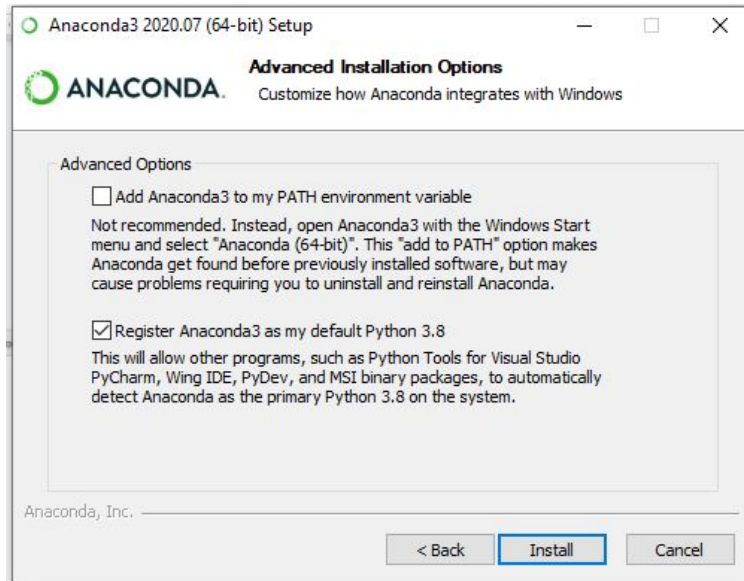 Anaconda3 2020.07 (64-bit) Setup
ANACONDA.
Advanced Installation Options
Customize how Anaconda integrates with Windows
Advanced Options
Add Anaconda3 to my PATH environment variable
Not recommended. Instead, open Anaconda3 with the Windows Start
menu and select "Anaconda (64-bit)". This "add to PATH" option makes
Anaconda get found before previously installed software, but may
cause problems requiring you to uninstall and reinstall Anaconda.
Register Anaconda3 as my default Python 3.8
This will allow other programs, such as Python Tools for Visual Studio
PyCharm, Wing IDE, PyDev, and MSI binary packages, to automatically
detect Anaconda as the primary Python 3.8 on the system.
Anaconda, Inc.
< Back
Install
Cancel